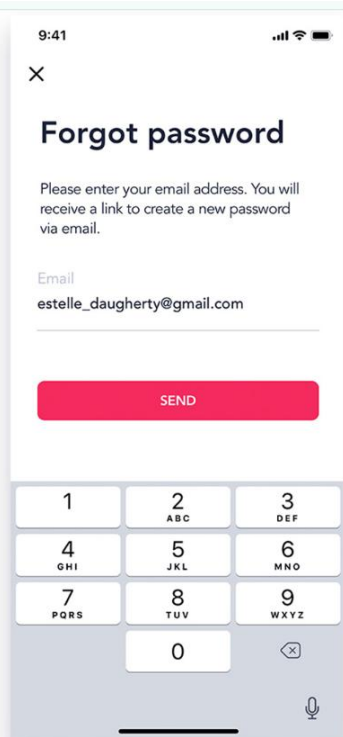 9:41
Forgot password
Please enter your email address. You will
receive a link to create a new password
via email.
Email
estelle_daugherty@gmail.com
SEND
1
2
ABC
3
DEF
4
GHI
5
JKL
6
MNO
7
PQRS
8
TUV
9
WXYZ
0